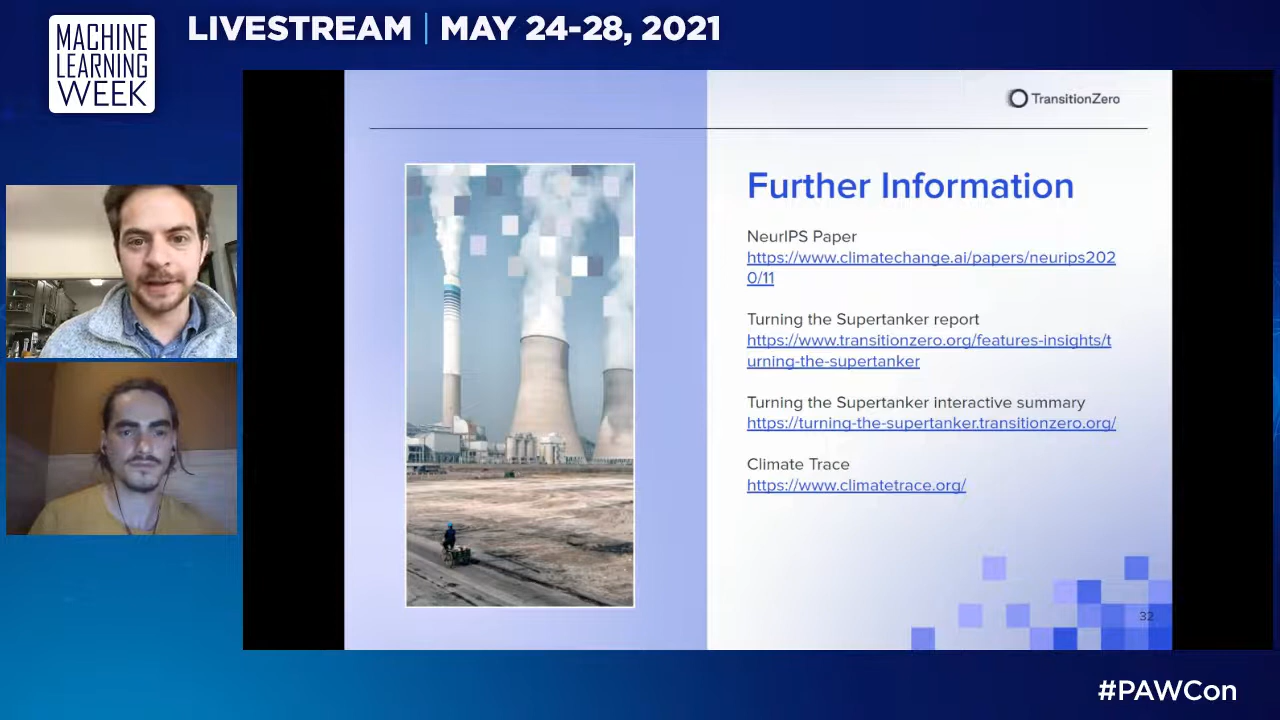 MACHINE
LEARNING
WEEK
LIVESTREAM | MAY 24-28, 2021
TransitionZero
Further Information
NeurIPS Paper
https://www.climatechange.ai/papers/neurips202
0/11
Turning the Supertanker report
https://www.transitionzero.org/features-insights/t
urning-the-supertanker
Turning the Supertanker interactive summary
https://turning-the-supertanker.transitionzero.org/
Climate Trace
https://www.climatetrace.org/
32
#PAWCon